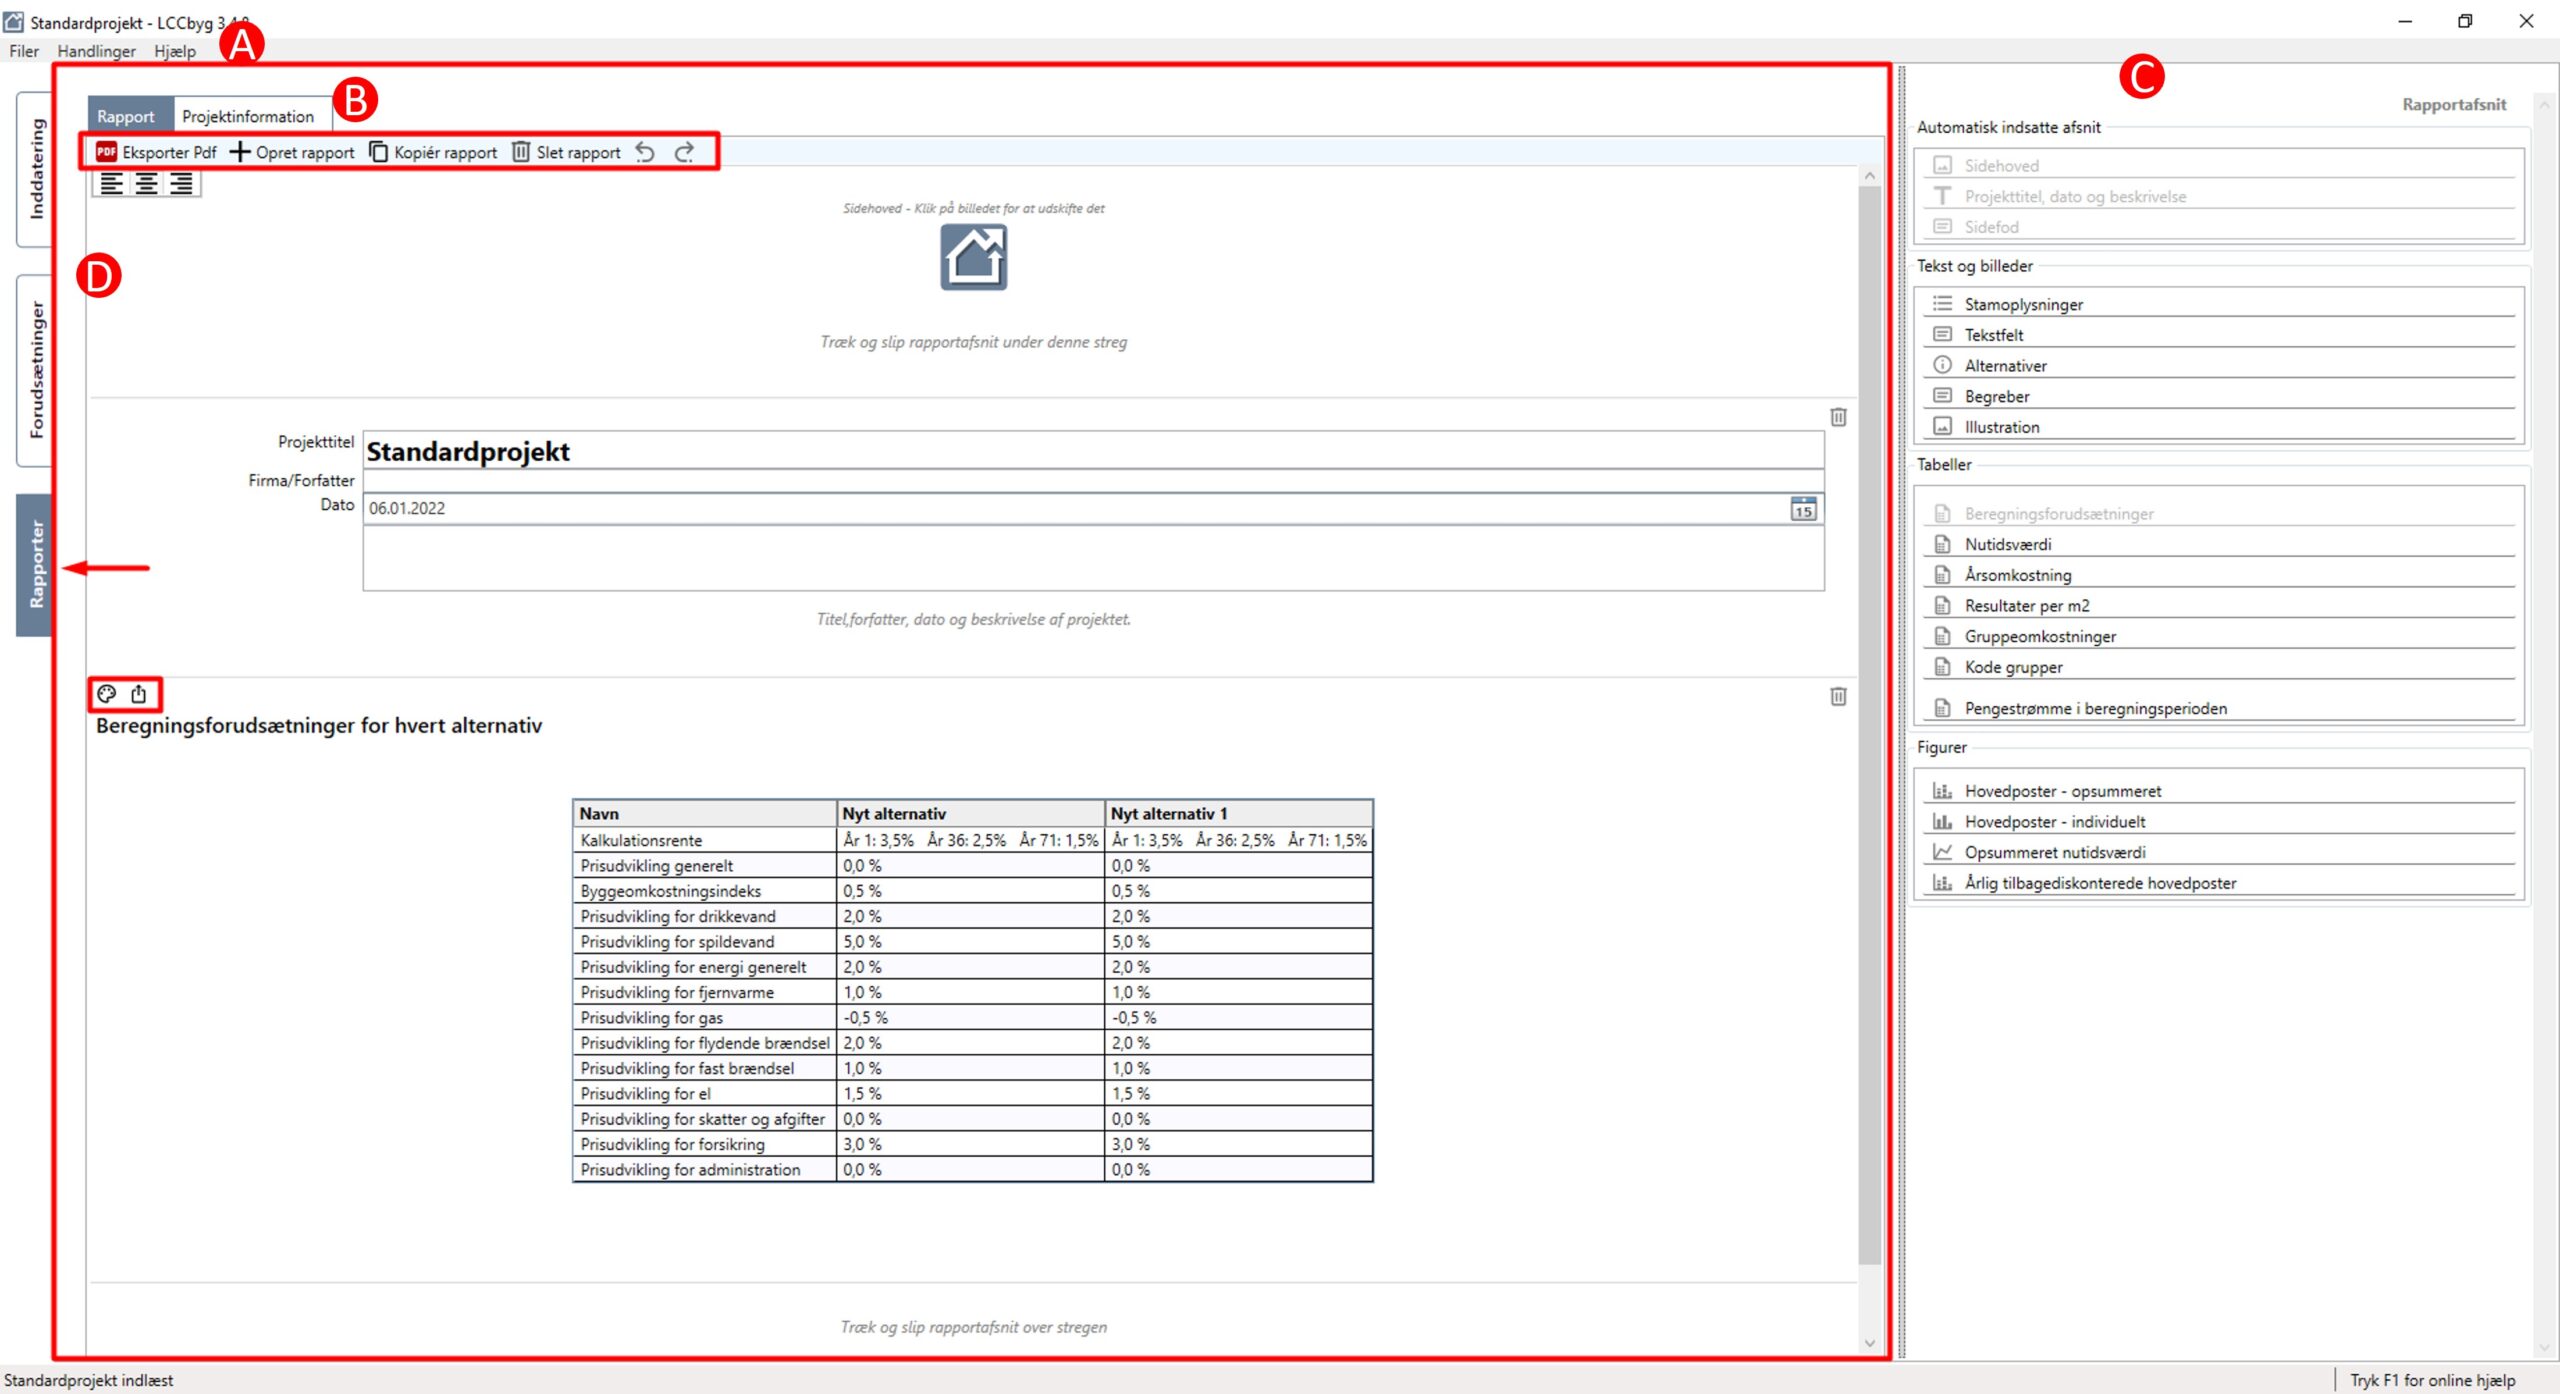 Standardprojekt - LCCbyg 3.4.8
Filer Handlinger Hjælp
A
B
C
D
Inddatering
Forudsætninger
Rapporter
Rapport Projektinformation
PDF Eksporter Pdf Opret rapport Kopiér rapport Slet rapport
Sidehoved - Klik på billedet for at udskifte det
Træk og slip rapportafsnit under denne streg
Projekttitel Standardprojekt
Firma/Forfatter
Dato 06.01.2022 15
Titel,forfatter, dato og beskrivelse af projektet.
Beregningsforudsætninger for hvert alternativ
Navn Nyt alternativ Nyt alternativ 1
Kalkulationsrente År 1: 3,5% År 36: 2,5% År 71: 1,5% År 1: 3,5% År 36: 2,5% År 71: 1,5%
Prisudvikling generelt 0,0 % 0,0 %
Byggeomkostningsindeks 0,5 % 0,5 %
Prisudvikling for drikkevand 2,0 % 2,0 %
Prisudvikling for spildevand 5,0 % 5,0 %
Prisudvikling for energi generelt 2,0 % 2,0 %
Prisudvikling for fjernvarme 1,0 % 1,0 %
Prisudvikling for gas -0,5 % -0,5 %
Prisudvikling for flydende brændsel 2,0 % 2,0 %
Prisudvikling for fast brændsel 1,0 % 1,0 %
Prisudvikling for el 1,5 % 1,5 %
Prisudvikling for skatter og afgifter 0,0 % 0,0 %
Prisudvikling for forsikring 3,0 % 3,0 %
Prisudvikling for administration 0,0 % 0,0 %
Træk og slip rapportafsnit over stregen
Rapportafsnit
Automatisk indsatte afsnit
Sidehoved
Projekttitel, dato og beskrivelse
Sidefod
Tekst og billeder
Stamoplysninger
Tekstfelt
Alternativer
Begreber
Illustration
Tabeller
Beregningsforudsætninger
Nutidsværdi
Årsomkostning
Resultater per m2
Gruppeomkostninger
Kode grupper
Pengestrømme i beregningsperioden
Figurer
Hovedposter - opsummeret
Hovedposter - individuelt
Opsummeret nutidsværdi
Årlig tilbagediskonterede hovedposter
Standardprojekt indlæst
Tryk F1 for online hjælp